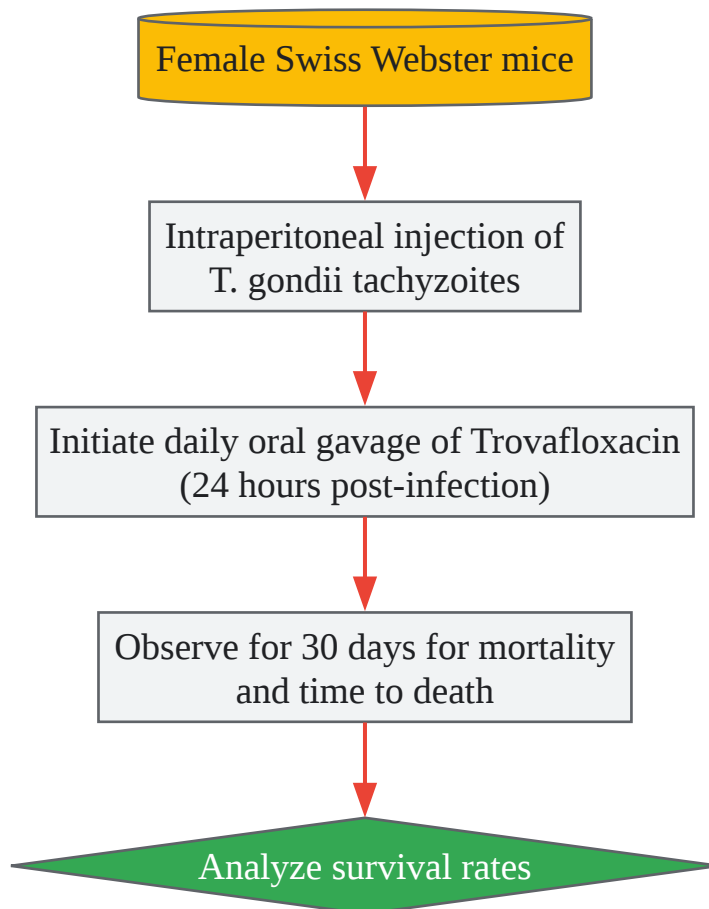 Female Swiss Webster mice
Intraperitoneal injection of
T. gondii tachyzoites
Initiate daily oral gavage of Trovafloxacin
(24 hours post-infection)
Observe for 30 days for mortality
and time to death
Analyze survival rates